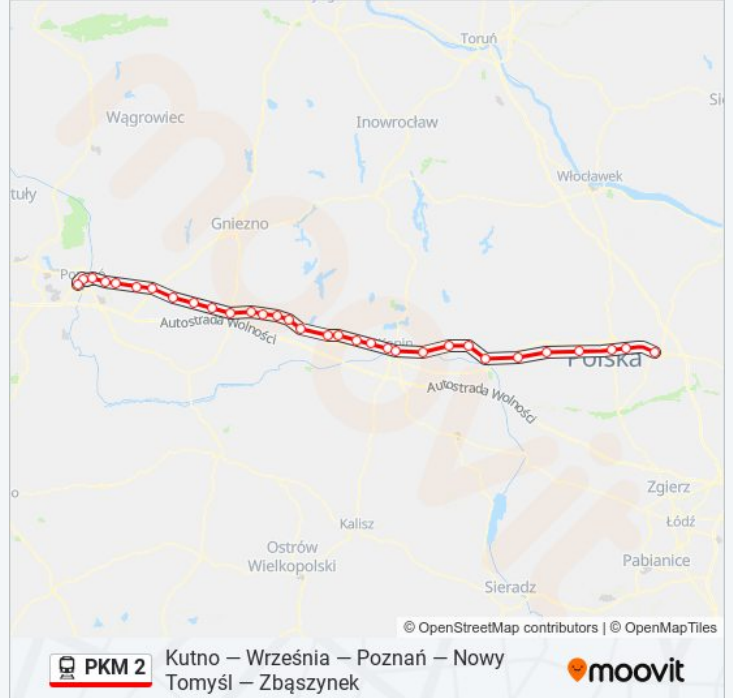 Toruń
Wągrowiec
Inowrocław
Włocławek
Gniezno
Autostrada Wolności
Polska
Autostrada Wolności
Zgierz
Kalisz
Łódź
Ostrów
Wielkopolski
Pabianice
Sieradz
© OpenStreetMap contributors | © OpenMapTiles
PKM 2
Kutno — Września — Poznań — Nowy
Tomyśl — Zbąszynek
moovit
moovit